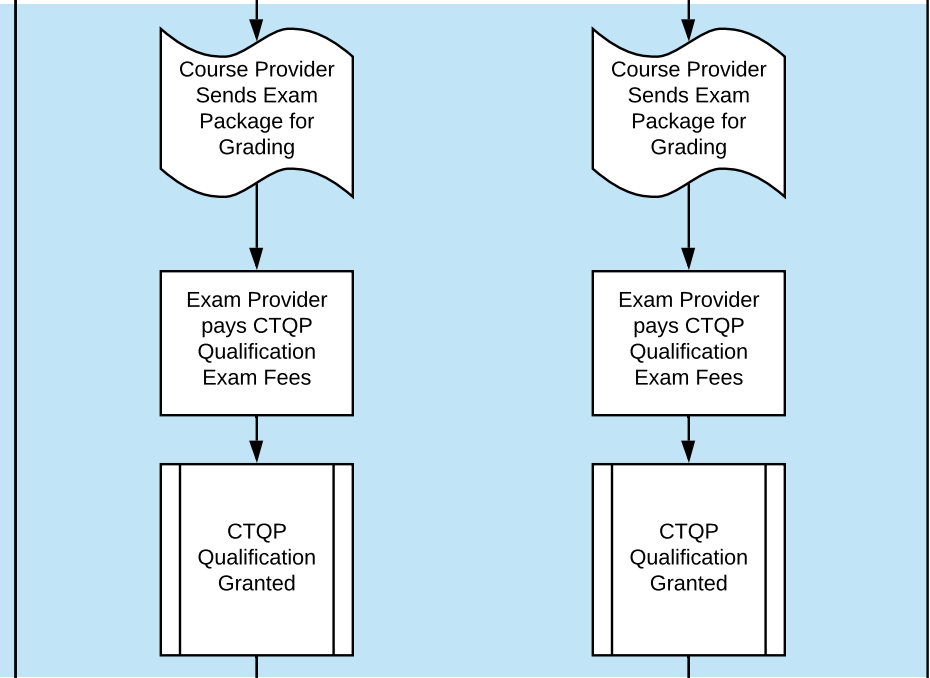 Course Provider
Sends Exam
Package for
Grading
Course Provider
Sends Exam
Package for
Grading
Exam Provider
pays CTQP
Qualification
Exam Fees
Exam Provider
pays CTQP
Qualification
Exam Fees
CTQP
Qualification
Granted
CTQP
Qualification
Granted